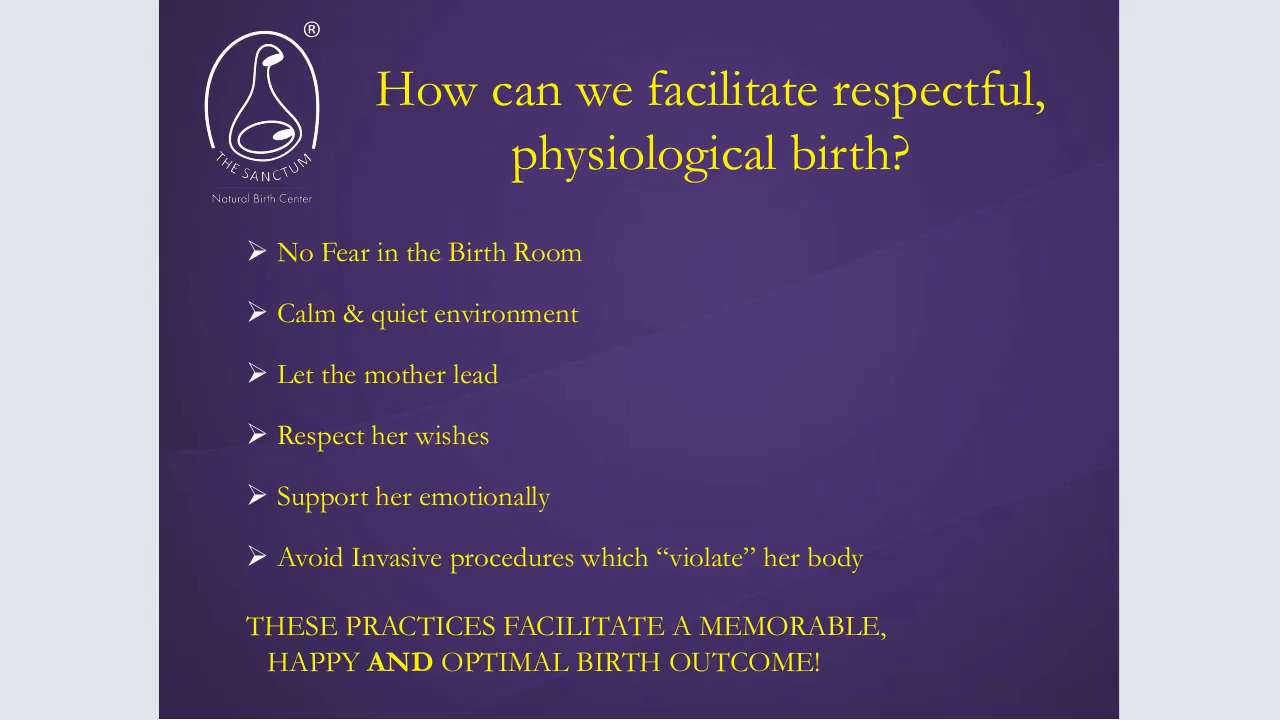 ®
THE SANCTUM
Natural Birth Center
How can we facilitate respectful,
physiological birth?
No Fear in the Birth Room
Calm & quiet environment
Let the mother lead
Respect her wishes
Support her emotionally
Avoid Invasive procedures which “violate” her body
THESE PRACTICES FACILITATE A MEMORABLE,
HAPPY AND OPTIMAL BIRTH OUTCOME!